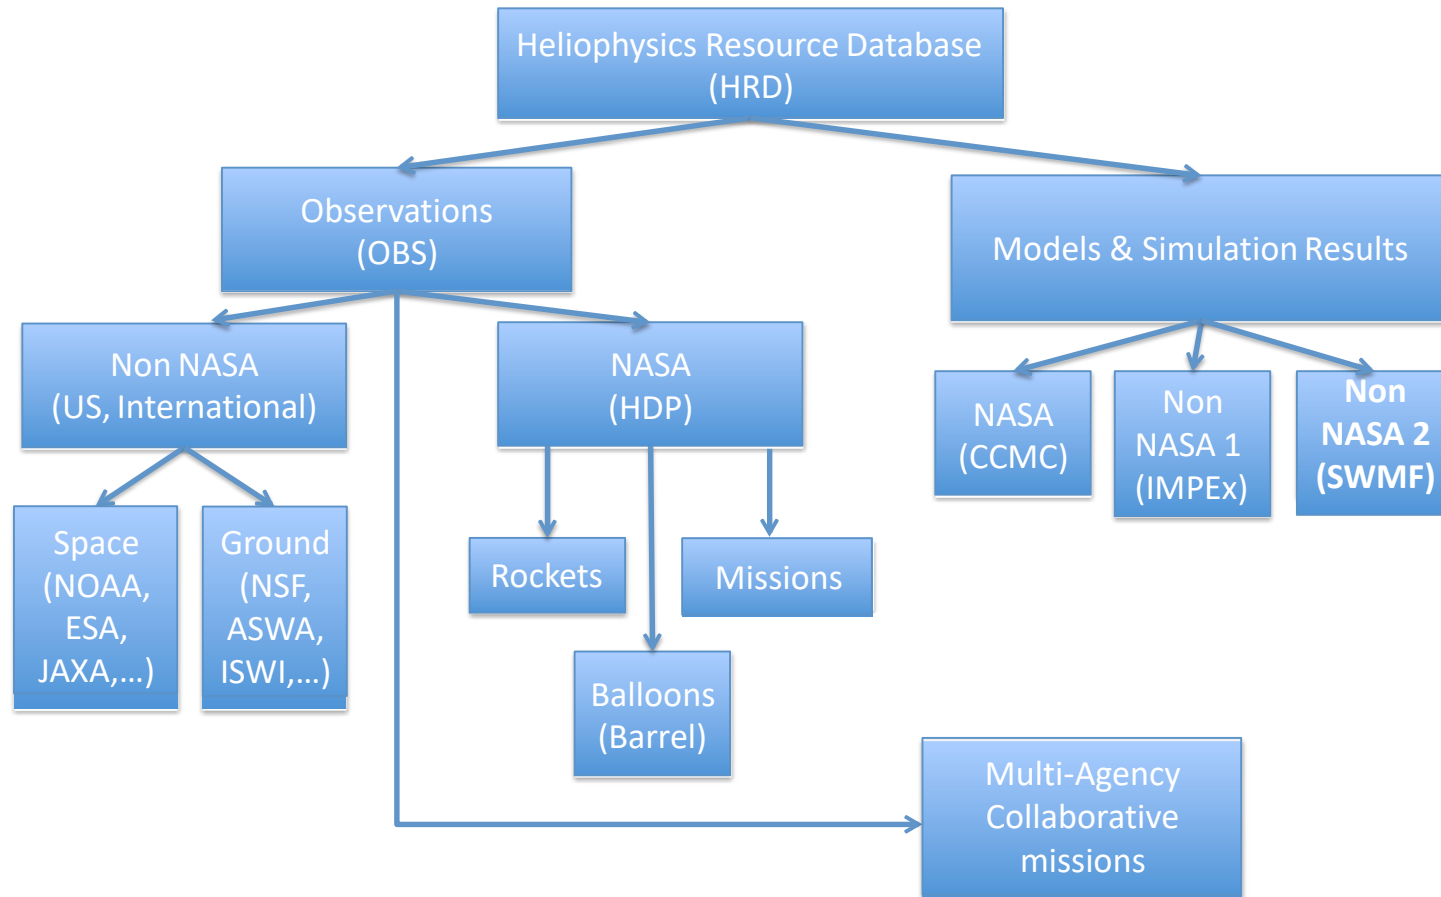 Heliophysics Resource Database
(HRD)
Observations
(OBS)
Models & Simulation Results
Non NASA
(US, International)
NASA
(HDP)
NASA
(CCMC)
Non
NASA 1
(IMPEx)
Non
NASA 2
(SWMF)
Space
(NOAA,
ESA,
JAXA,...)
Ground
(NSF,
ASWA,
ISWI,...)
Rockets
Missions
Balloons
(Barrel)
Multi-Agency
Collaborative
missions